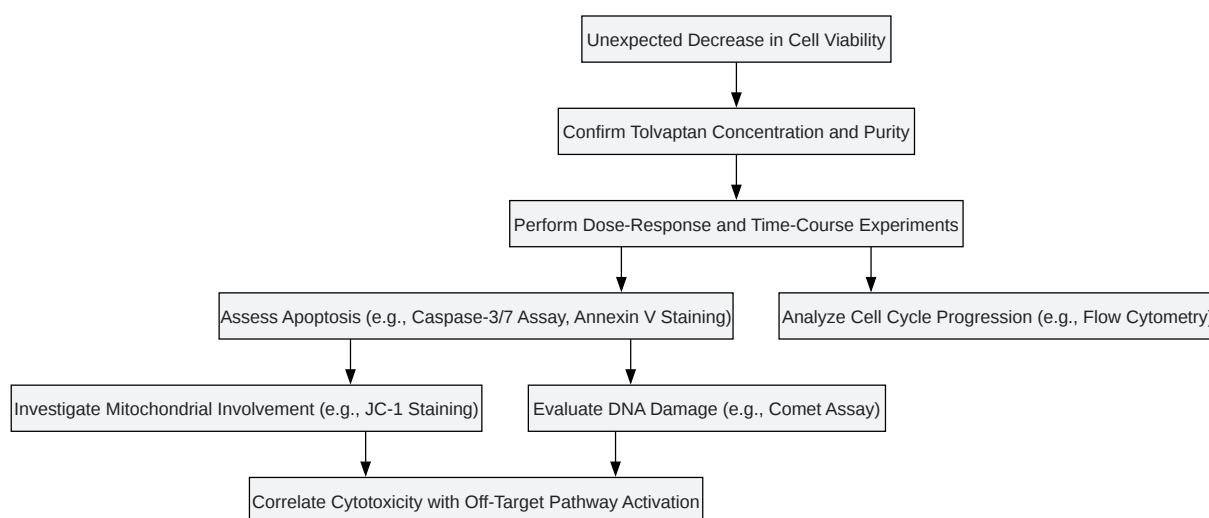 Unexpected Decrease in Cell Viability
Confirm Tolvaptan Concentration and Purity
Perform Dose-Response and Time-Course Experiments
Assess Apoptosis (e.g., Caspase-3/7 Assay, Annexin V Staining)
Analyze Cell Cycle Progression (e.g., Flow Cytometry)
Investigate Mitochondrial Involvement (e.g., JC-1 Staining)
Evaluate DNA Damage (e.g., Comet Assay)
Correlate Cytotoxicity with Off-Target Pathway Activation